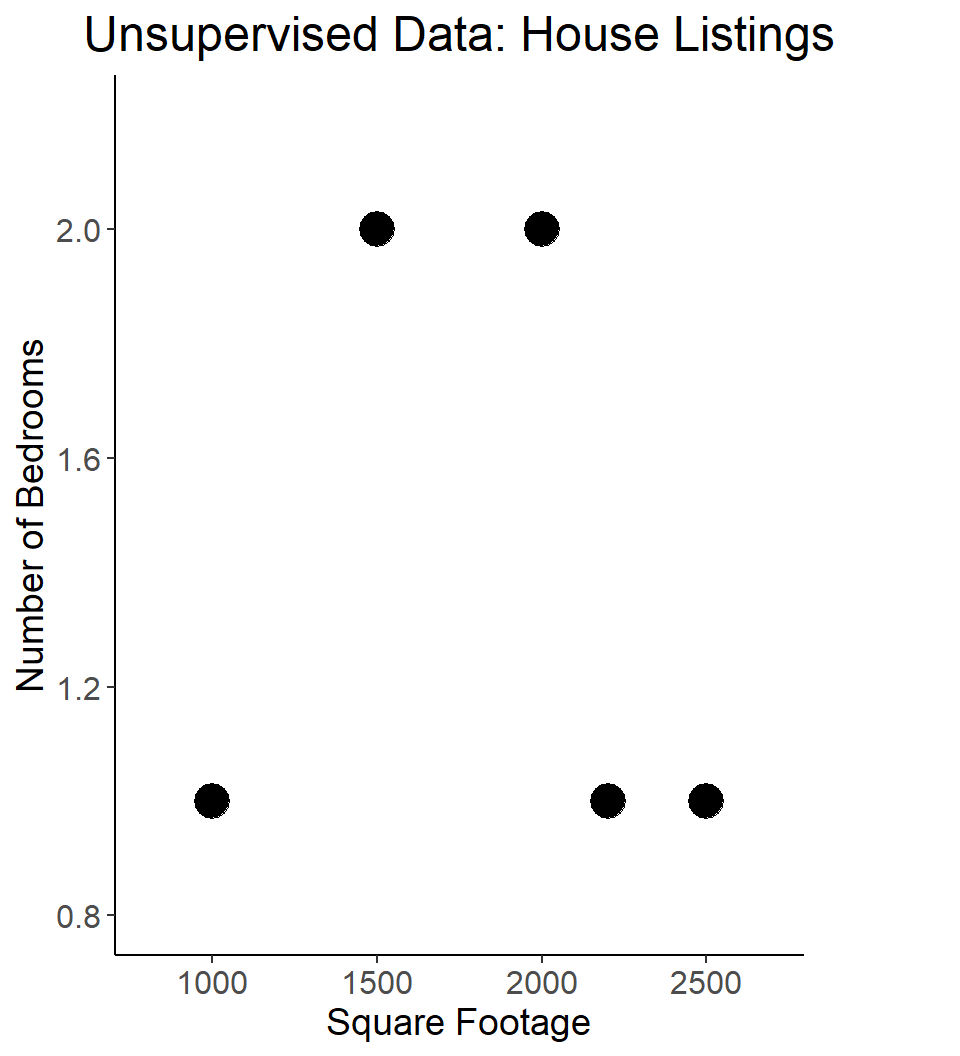 Unsupervised Data: House Listings
Number of Bedrooms
2.0
1.6
1.2
0.8
1000 1500 2000 2500
Square Footage